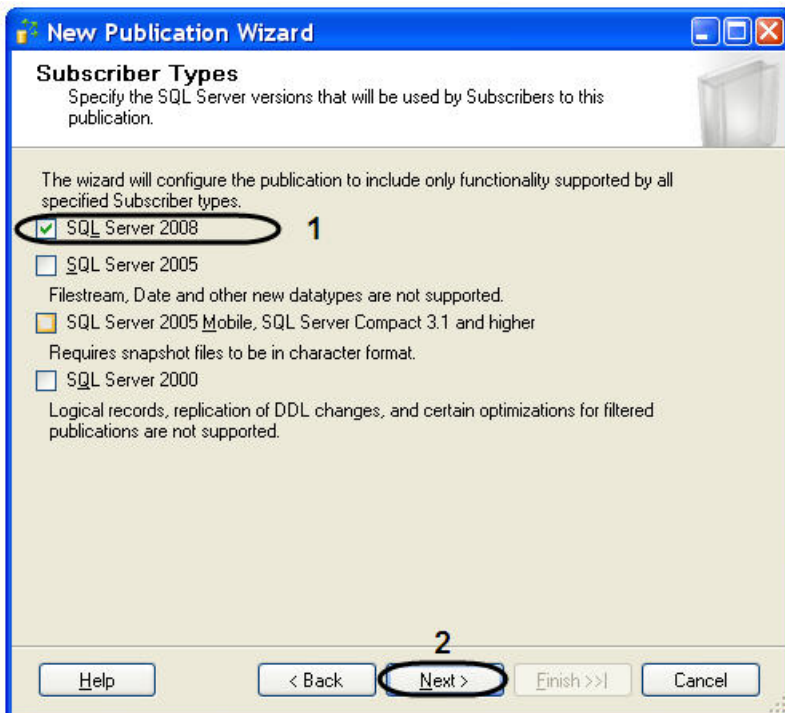 New Publication Wizard
Subscriber Types
Specify the SQL Server versions that will be used by Subscribers to this
publication.
The wizard will configure the publication to include only functionality supported by all
specified Subscriber types.
SQL Server 2008 1
SQL Server 2005
Filestream, Date and other new datatypes are not supported.
SQL Server 2005 Mobile, SQL Server Compact 3.1 and higher
Requires snapshot files to be in character format.
SQL Server 2000
Logical records, replication of DDL changes, and certain optimizations for filtered
publications are not supported.
2
Help < Back Next > Finish >>| Cancel